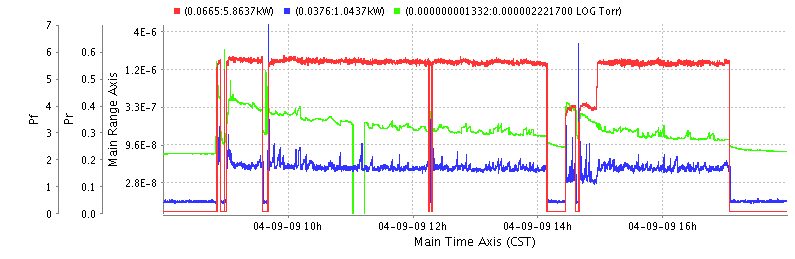 (0.0665:5.8637kW) (0.0376:1.0437kW) (0.000000001332:0.000002221700 LOG Torr)
7
6
5
4
3
2
1
0
Pf
0.6
0.5
0.4
0.3
0.2
0.1
0.0
Pr
4E-6
1.2E-6
3.3E-7
9.6E-8
2.8E-8
Main Range Axis
04-09-09 10h 04-09-09 12h 04-09-09 14h 04-09-09 16h
Main Time Axis (CST)